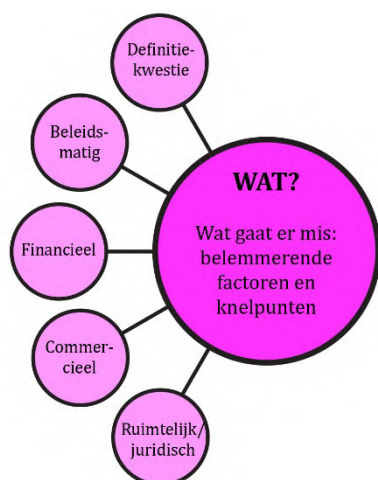 Definitie-
kwestie
Beleids-
matig
Financieel
Commer-
cieel
Ruimtelijk/
juridisch
WAT?
Wat gaat er mis:
belemmerende
factoren en
knelpunten